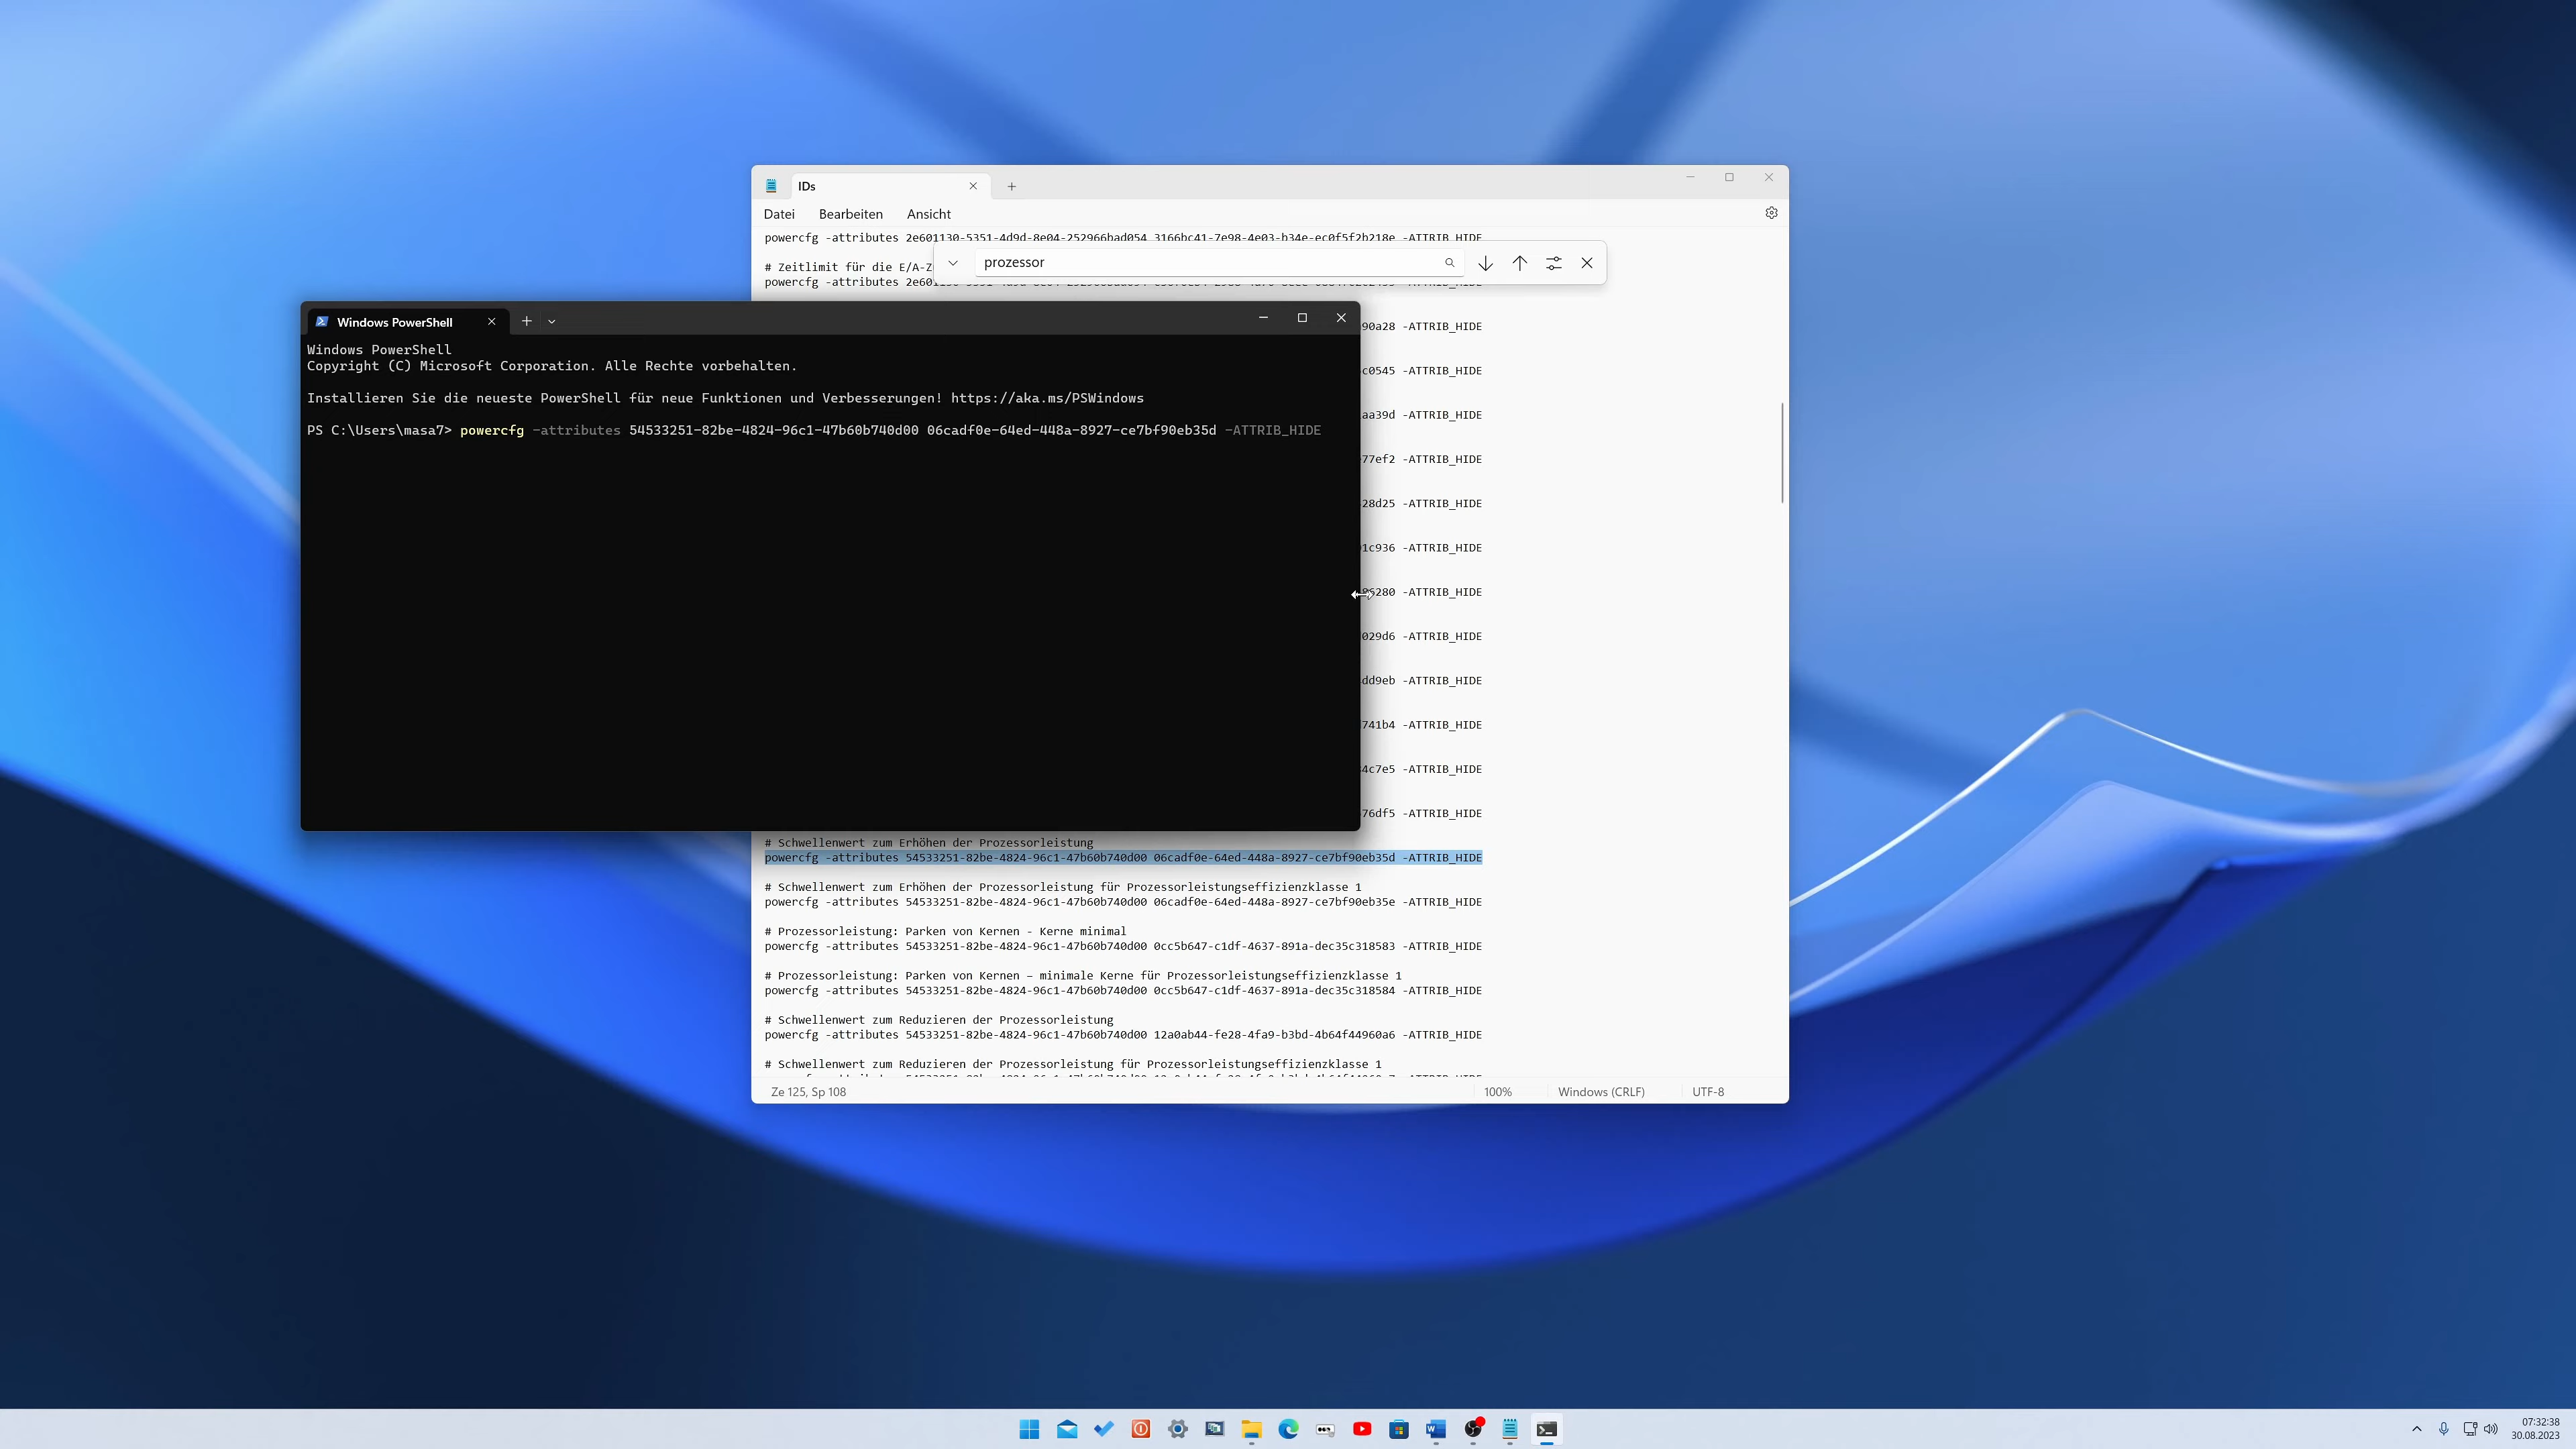 IDs
Datei Bearbeiten Ansicht
powercfg -attributes 2e601130-5351-4d9d-8e04-252966bad054 3166bc41-7e98-4e03-b34e-ec0f5f2b218e -ATTRIB_HIDE
# Zeitlimit für die E/A-Z
prozessor
powercfg -attributes
-ATTRIB_HIDE
90a28 -ATTRIB_HIDE
c0545 -ATTRIB_HIDE
aa39d -ATTRIB_HIDE
77ef2 -ATTRIB_HIDE
28d25 -ATTRIB_HIDE
1c936 -ATTRIB_HIDE
6280 -ATTRIB_HIDE
029d6 -ATTRIB_HIDE
dd9eb -ATTRIB_HIDE
741b4 -ATTRIB_HIDE
4c7e5 -ATTRIB_HIDE
76df5 -ATTRIB_HIDE
Windows PowerShell
Windows PowerShell
Copyright (C) Microsoft Corporation. Alle Rechte vorbehalten.
Installieren Sie die neueste PowerShell für neue Funktionen und Verbesserungen! https://aka.ms/PSWindows
PS C:\Users\masa7> powercfg -attributes 54533251-82be-4824-96c1-47b60b740d00 06cadf0e-64ed-448a-8927-ce7bf90eb35d -ATTRIB_HIDE
# Schwellenwert zum Erhöhen der Prozessorleistung
powercfg -attributes 54533251-82be-4824-96c1-47b60b740d00 06cadf0e-64ed-448a-8927-ce7bf90eb35d -ATTRIB_HIDE
# Schwellenwert zum Erhöhen der Prozessorleistung für Prozessorleistungseffizienzklasse 1
powercfg -attributes 54533251-82be-4824-96c1-47b60b740d00 06cadf0e-64ed-448a-8927-ce7bf90eb35e -ATTRIB_HIDE
# Prozessorleistung: Parken von Kernen - Kerne minimal
powercfg -attributes 54533251-82be-4824-96c1-47b60b740d00 0cc5b647-c1df-4637-891a-dec35c318583 -ATTRIB_HIDE
# Prozessorleistung: Parken von Kernen – minimale Kerne für Prozessorleistungseffizienzklasse 1
powercfg -attributes 54533251-82be-4824-96c1-47b60b740d00 0cc5b647-c1df-4637-891a-dec35c318584 -ATTRIB_HIDE
# Schwellenwert zum Reduzieren der Prozessorleistung
powercfg -attributes 54533251-82be-4824-96c1-47b60b740d00 12a0ab44-fe28-4fa9-b3bd-4b64f44960a6 -ATTRIB_HIDE
# Schwellenwert zum Reduzieren der Prozessorleistung für Prozessorleistungseffizienzklasse 1
Ze 125, Sp 108
100%
Windows (CRLF)
UTF-8
07:32:38
30.08.2023